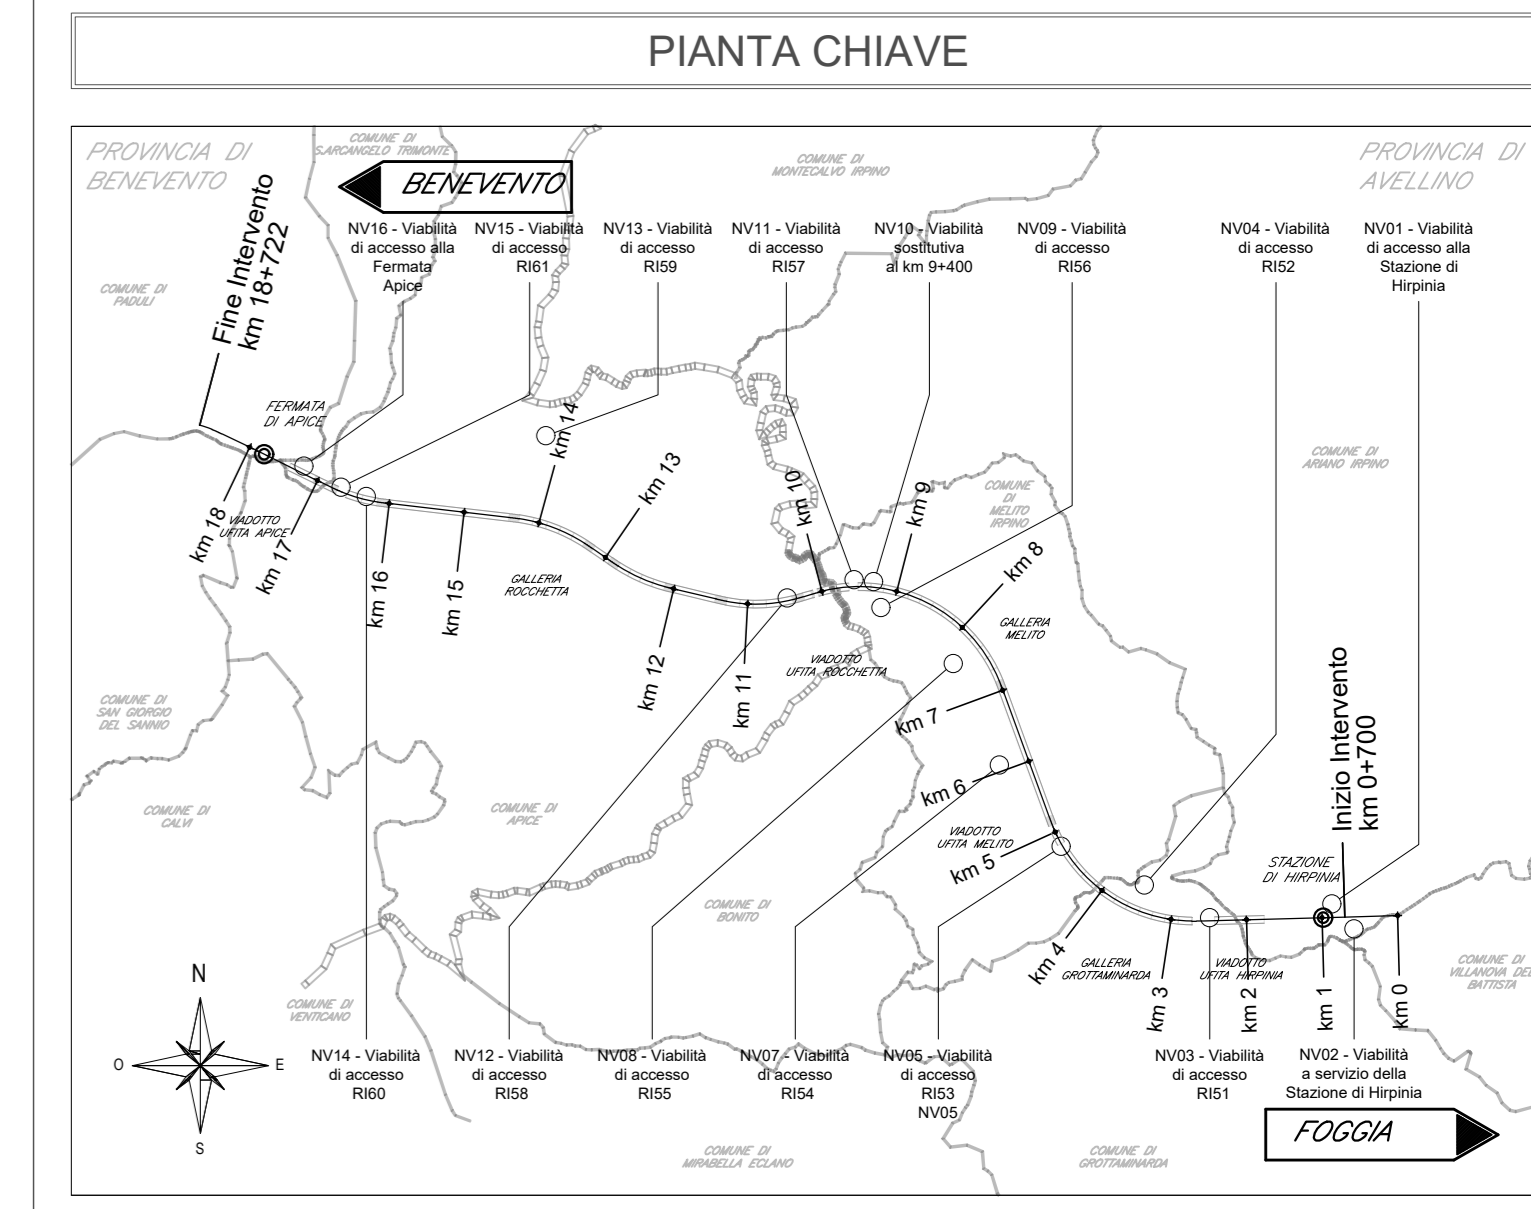 PIANTA CHIAVE
PROVINCIA DI
BENEVENTO
COMUNE DI
S.ARCANGELO TRIMONTE
BENEVENTO
COMUNE DI
MONTECALVO IRPINO
PROVINCIA DI
AVELLINO
Fine Intervento
km 18+722
NV16 - Viabilità
di accesso alla
Fermata
Apice
NV15 - Viabilità
di accesso
RI61
NV13 - Viabilità
di accesso
RI59
NV11 - Viabilità
di accesso
RI57
NV10 - Viabilità
sostitutiva
al km 9+400
NV09 - Viabilità
di accesso
RI56
NV04 - Viabilità
di accesso
RI52
NV01 - Viabilità
di accesso alla
Stazione di
Hirpinia
COMUNE DI
PADULI
FERMATA
DI APICE
km 14
km 13
km 10
km 9
COMUNE
DI
MELITO
IRPINO
COMUNE DI
ARIANO IRPINO
km 18
VIADOTTO
UFITA APICE
km 17
km 16
km 15
GALLERIA
ROCCHETTA
km 8
GALLERIA
MELITO
km 12
km 11
VIADOTTO
UFITA ROCCHETTA
km 7
COMUNE DI
SAN GIORGIO
DEL SANNIO
Inizio Intervento
km 0+700
COMUNE DI
CALVI
COMUNE DI
APICE
km 6
VIADOTTO
UFITA MELITO
km 5
STAZIONE
DI HIRPINIA
COMUNE DI
BONITO
km 4
GALLERIA
GROTTAMINARDA
km 3
VIADOTTO
UFITA HIRPINIA
km 2
km 1
km 0
COMUNE DI
VILLANOVA DEL
BATTISTA
N
O
E
S
COMUNE DI
VENTICANO
NV14 - Viabilità
di accesso
RI60
NV12 - Viabilità
di accesso
RI58
NV08 - Viabilità
di accesso
RI55
NV07 - Viabilità
di accesso
RI54
NV05 - Viabilità
di accesso
RI53
NV05
NV03 - Viabilità
di accesso
RI51
NV02 - Viabilità
a servizio della
Stazione di Hirpinia
FOGGIA
COMUNE DI
MIRABELLA ECLANO
COMUNE DI
GROTTAMINARDA